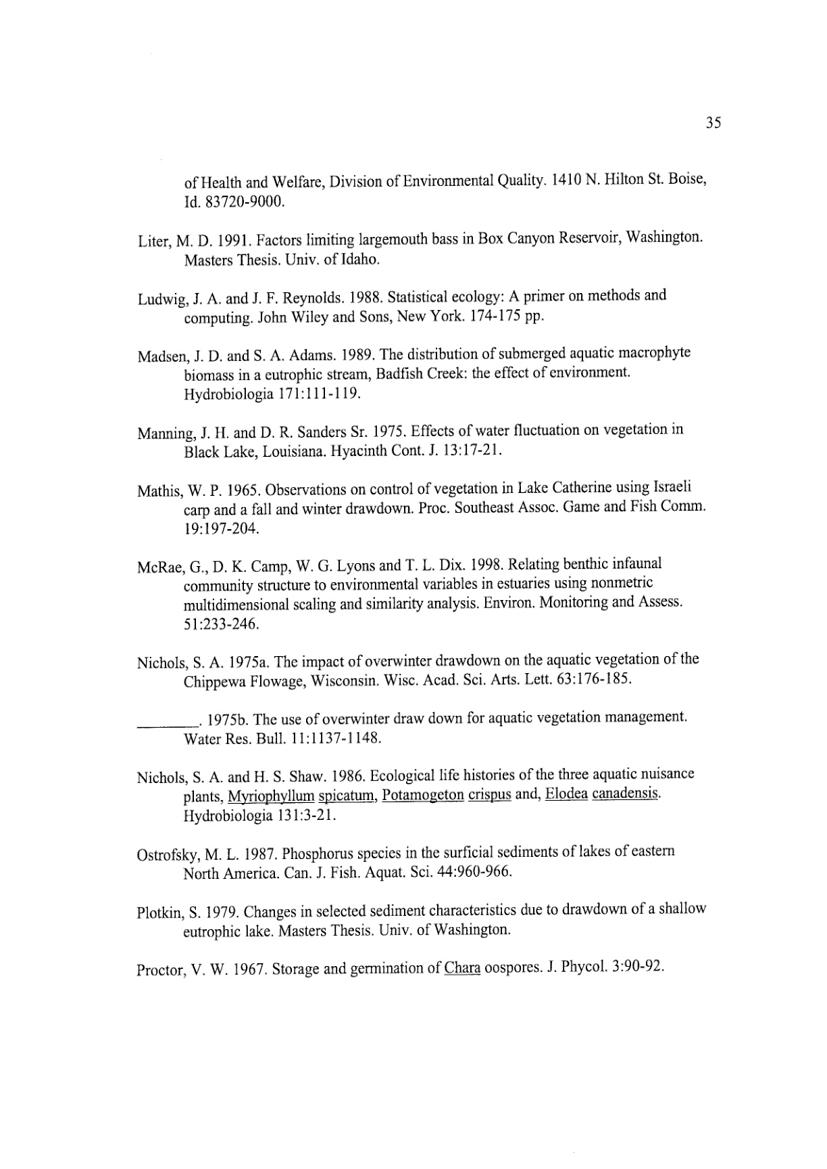 35
of Health and Welfare, Division of Environmental Quality. 1410 N. Hilton St. Boise,
Id. 83720-9000.
Liter, M. D. 1991. Factors limiting largemouth bass in Box Canyon Reservoir, Washington.
Masters Thesis. Univ. of Idaho.
Ludwig, J. A. and J. F. Reynolds. 1988. Statistical ecology: A primer on methods and
computing. John Wiley and Sons, New York. 174-175 pp.
Madsen, J. D. and S. A. Adams. 1989. The distribution of submerged aquatic macrophyte
biomass in a eutrophic stream, Badfish Creek: the effect of environment.
Hydrobiologia 171:111-119.
Manning, J. H. and D. R. Sanders Sr. 1975. Effects of water fluctuation on vegetation in
Black Lake, Louisiana. Hyacinth Cont. J. 13:17-21.
Mathis, W. P. 1965. Observations on control of vegetation in Lake Catherine using Israeli
carp and a fall and winter drawdown. Proc. Southeast Assoc. Game and Fish Comm.
19:197-204.
McRae, G., D. K. Camp, W. G. Lyons and T. L. Dix. 1998. Relating benthic infaunal
community structure to environmental variables in estuaries using nonmetric
multidimensional scaling and similarity analysis. Environ. Monitoring and Assess.
51:233-246.
Nichols, S. A. 1975a. The impact of overwinter drawdown on the aquatic vegetation of the
Chippewa Flowage, Wisconsin. Wisc. Acad. Sci. Arts. Lett. 63:176-185.
________. 1975b. The use of overwinter draw down for aquatic vegetation management.
Water Res. Bull. 11:1137-1148.
Nichols, S. A. and H. S. Shaw. 1986. Ecological life histories of the three aquatic nuisance
plants, Myriophyllum spicatum, Potamogeton crispus and, Elodea canadensis.
Hydrobiologia 131:3-21.
Ostrofsky, M. L. 1987. Phosphorus species in the surficial sediments of lakes of eastern
North America. Can. J. Fish. Aquat. Sci. 44:960-966.
Plotkin, S. 1979. Changes in selected sediment characteristics due to drawdown of a shallow
eutrophic lake. Masters Thesis. Univ. of Washington.
Proctor, V. W. 1967. Storage and germination of Chara oospores. J. Phycol. 3:90-92.